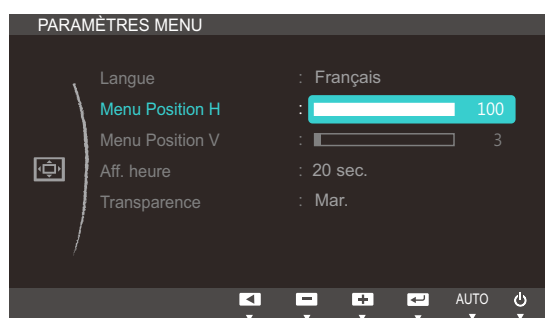 PARAMÈTRES MENU
Langue : Français
Menu Position H : 100
Menu Position V : 3
Aff. heure : 20 sec.
Transparence : Mar.
AUTO